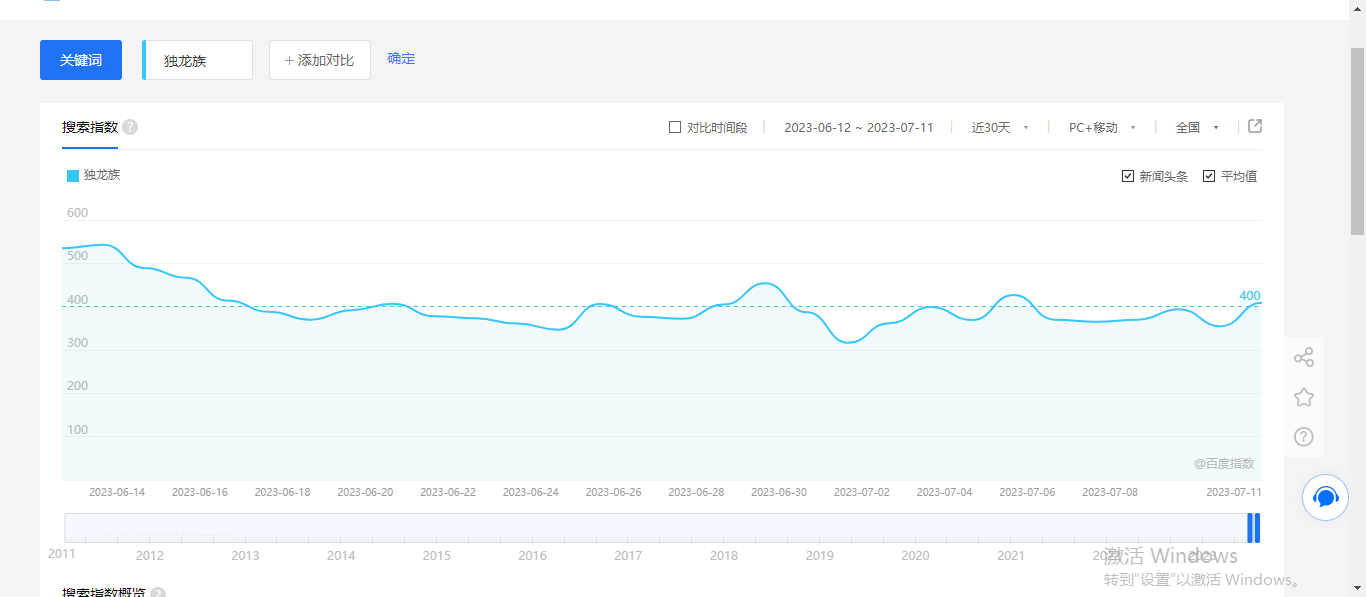 关键词 独龙族 + 添加对比 确定
搜索指数 ? 对比时间段 2023-06-12 ~ 2023-07-11 近30天 PC+移动 全国
独龙族 新闻头条 平均值
600
500
400 400
300
200
100
@百度指数
2023-06-14 2023-06-16 2023-06-18 2023-06-20 2023-06-22 2023-06-24 2023-06-26 2023-06-28 2023-06-30 2023-07-02 2023-07-04 2023-07-06 2023-07-08 2023-07-11
2011 2012 2013 2014 2015 2016 2017 2018 2019 2020 2021 2022 2023
激活 Windows
转到"设置"以激活 Windows。
搜索指数概览 ?